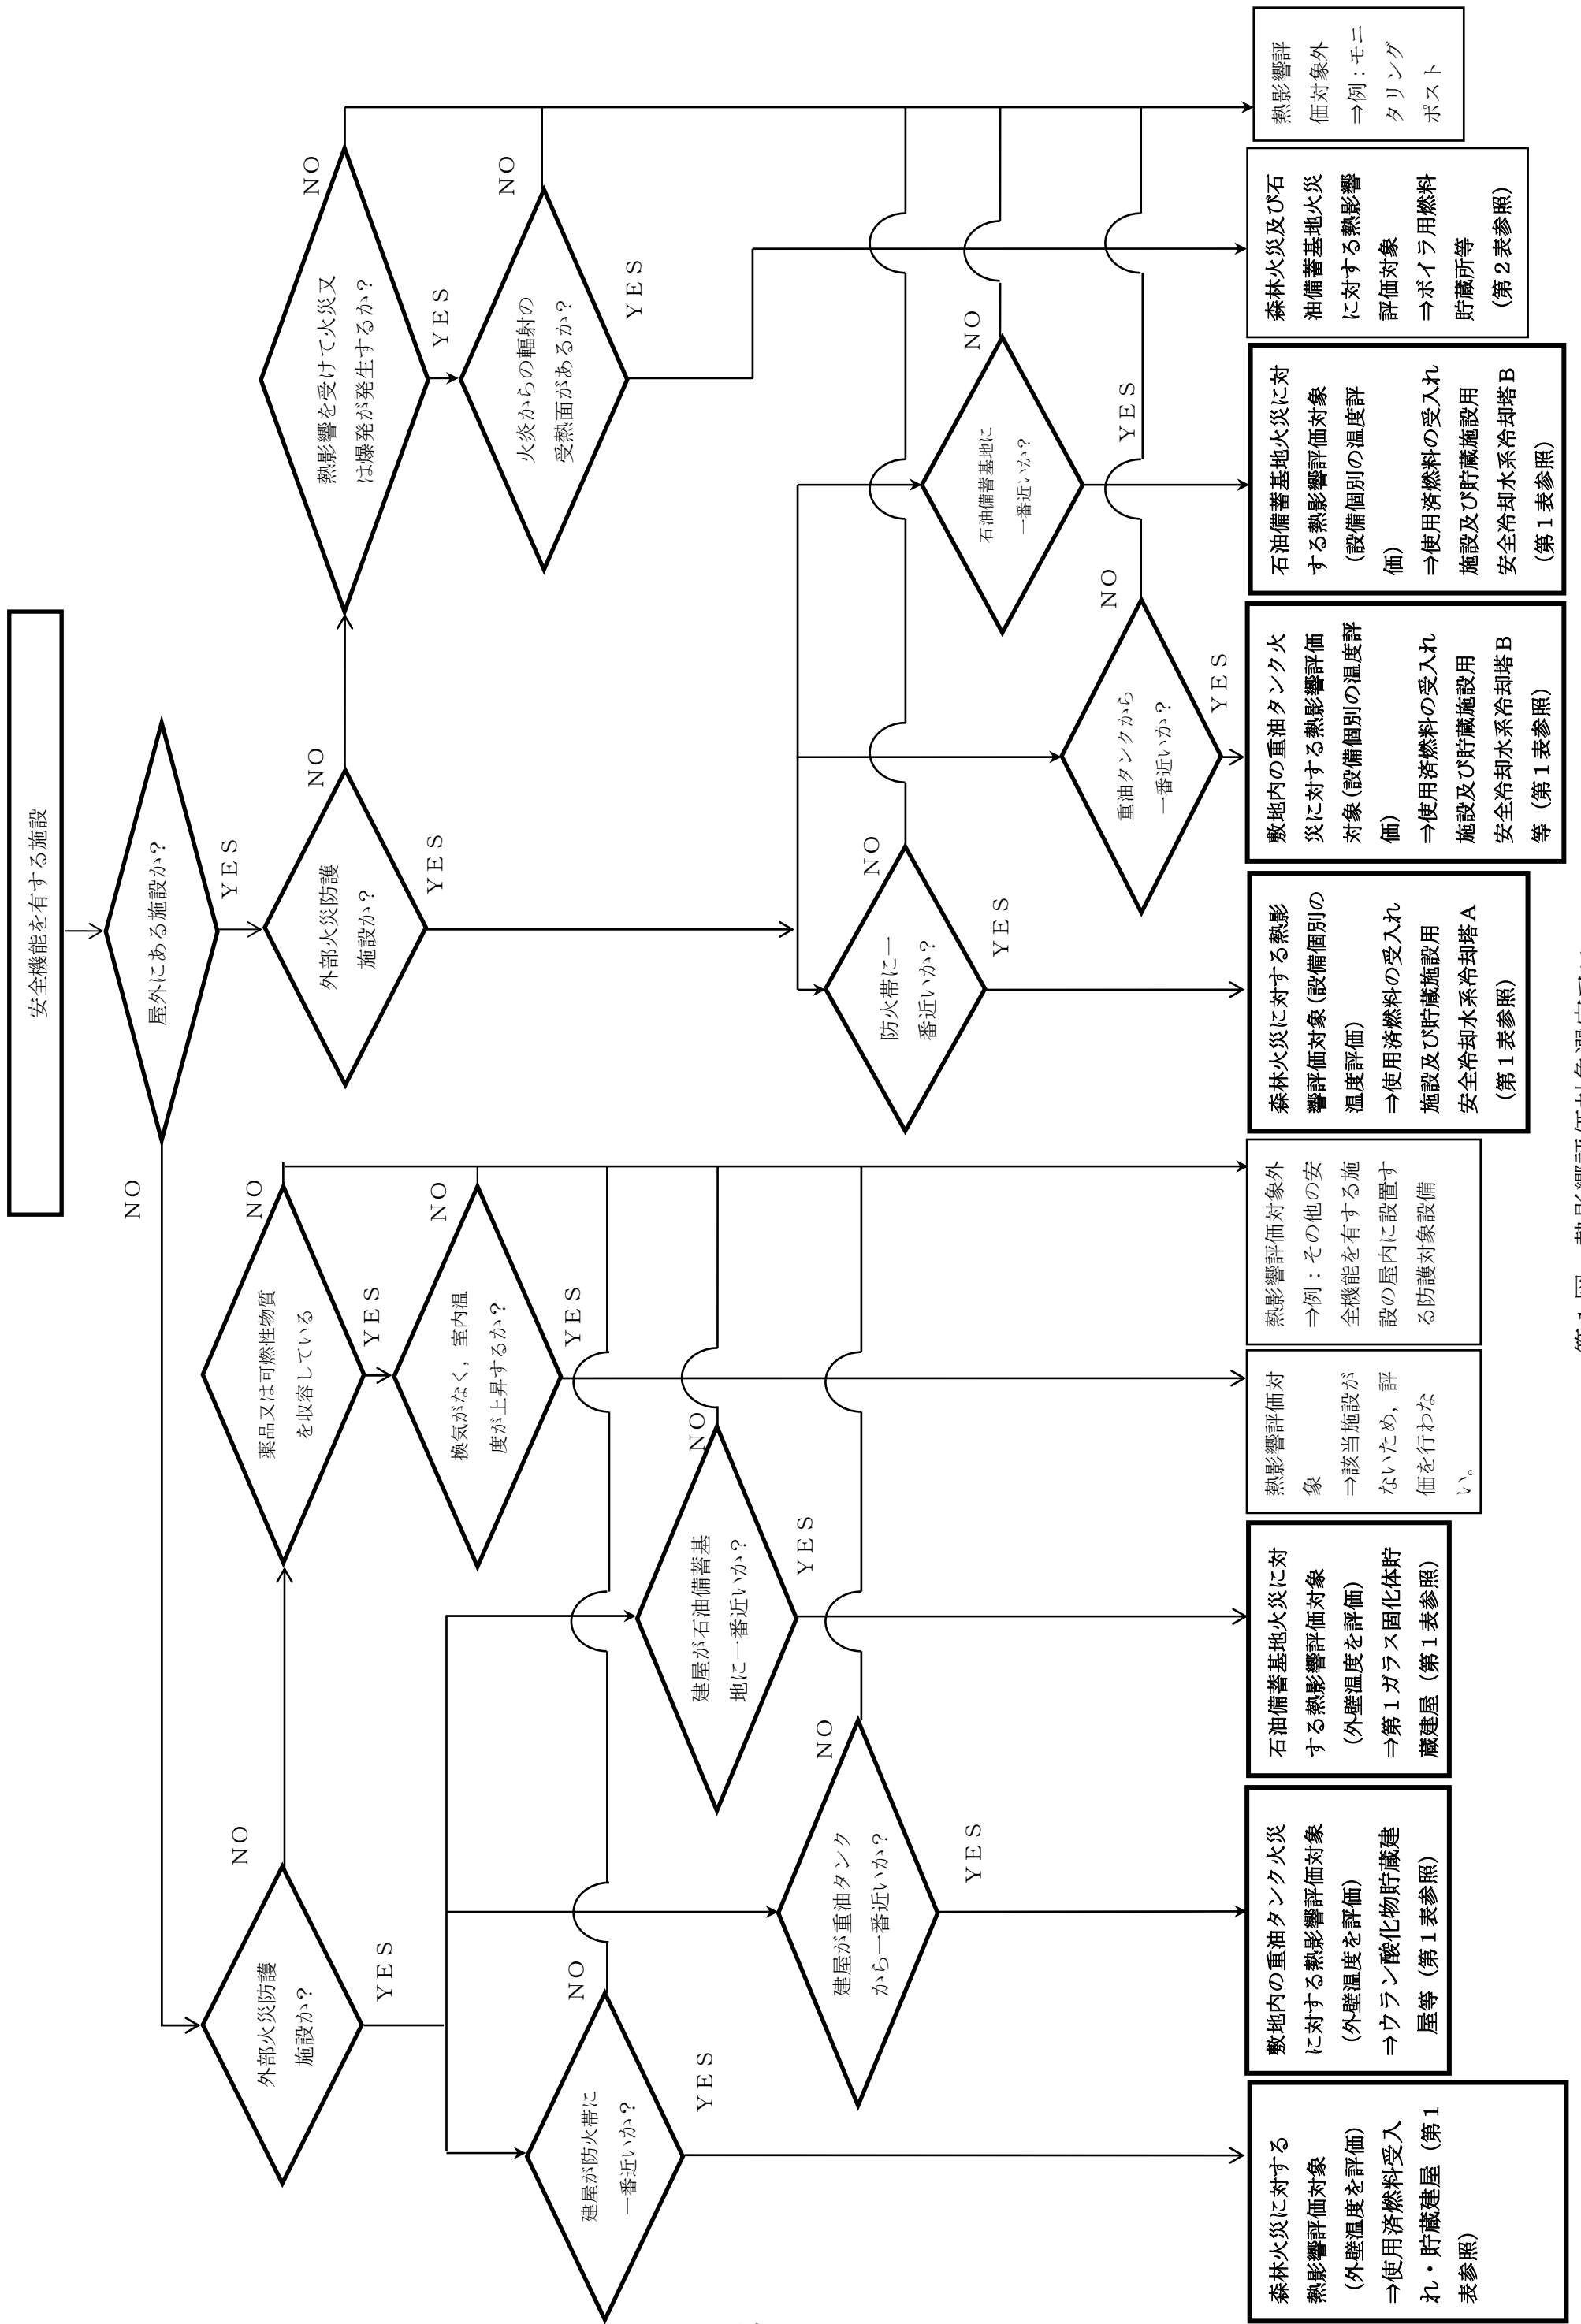 安全機能を有する施設
屋外にある施設か？
NO
YES
外部火災防護
施設か？
NO
YES
薬品又は可燃性物質
を収容している
NO
YES
換気がなく，室内温
度が上昇するか？
NO
YES
建屋が防火帯に
一番近いか？
NO
YES
建屋が重油タンク
から一番近いか？
NO
YES
建屋が石油備蓄基
地に一番近いか？
NO
YES
外部火災防護
施設か？
NO
YES
熱影響を受けて火災又
は爆発が発生するか？
NO
YES
火炎からの輻射の
受熱面があるか？
NO
YES
防火帯に一
番近いか？
NO
YES
重油タンクから
一番近いか？
NO
YES
石油備蓄基地に
一番近いか？
NO
YES
森林火災に対する
熱影響評価対象
（外壁温度を評価）
⇒使用済燃料受入
れ・貯蔵建屋（第１
表参照）
敷地内の重油タンク火災
に対する熱影響評価対象
（外壁温度を評価）
⇒ウラン酸化物貯蔵建
屋等（第１表参照）
石油備蓄基地火災に対
する熱影響評価対象
（外壁温度を評価）
⇒第１ガラス固化体貯
蔵建屋（第１表参照）
熱影響評価対
象
⇒該当施設が
ないため，評
価を行わな
い。
熱影響評価対象外
⇒例：その他の安
全機能を有する施
設の屋内に設置す
る防護対象設備
森林火災に対する熱影
響評価対象（設備個別の
温度評価）
⇒使用済燃料の受入れ
施設及び貯蔵施設用
安全冷却水系冷却塔Ａ
（第１表参照）
敷地内の重油タンク火
災に対する熱影響評価
対象（設備個別の温度評
価）
⇒使用済燃料の受入れ
施設及び貯蔵施設用
安全冷却水系冷却塔Ｂ
等（第１表参照）
石油備蓄基地火災に対
する熱影響評価対象
（設備個別の温度評
価）
⇒使用済燃料の受入れ
施設及び貯蔵施設用
安全冷却水系冷却塔Ｂ
（第１表参照）
森林火災及び石
油備蓄基地火災
に対する熱影響
評価対象
⇒ボイラ用燃料
貯蔵所等
（第２表参照）
熱影響評
価対象外
⇒例：モニ
タリング
ポスト